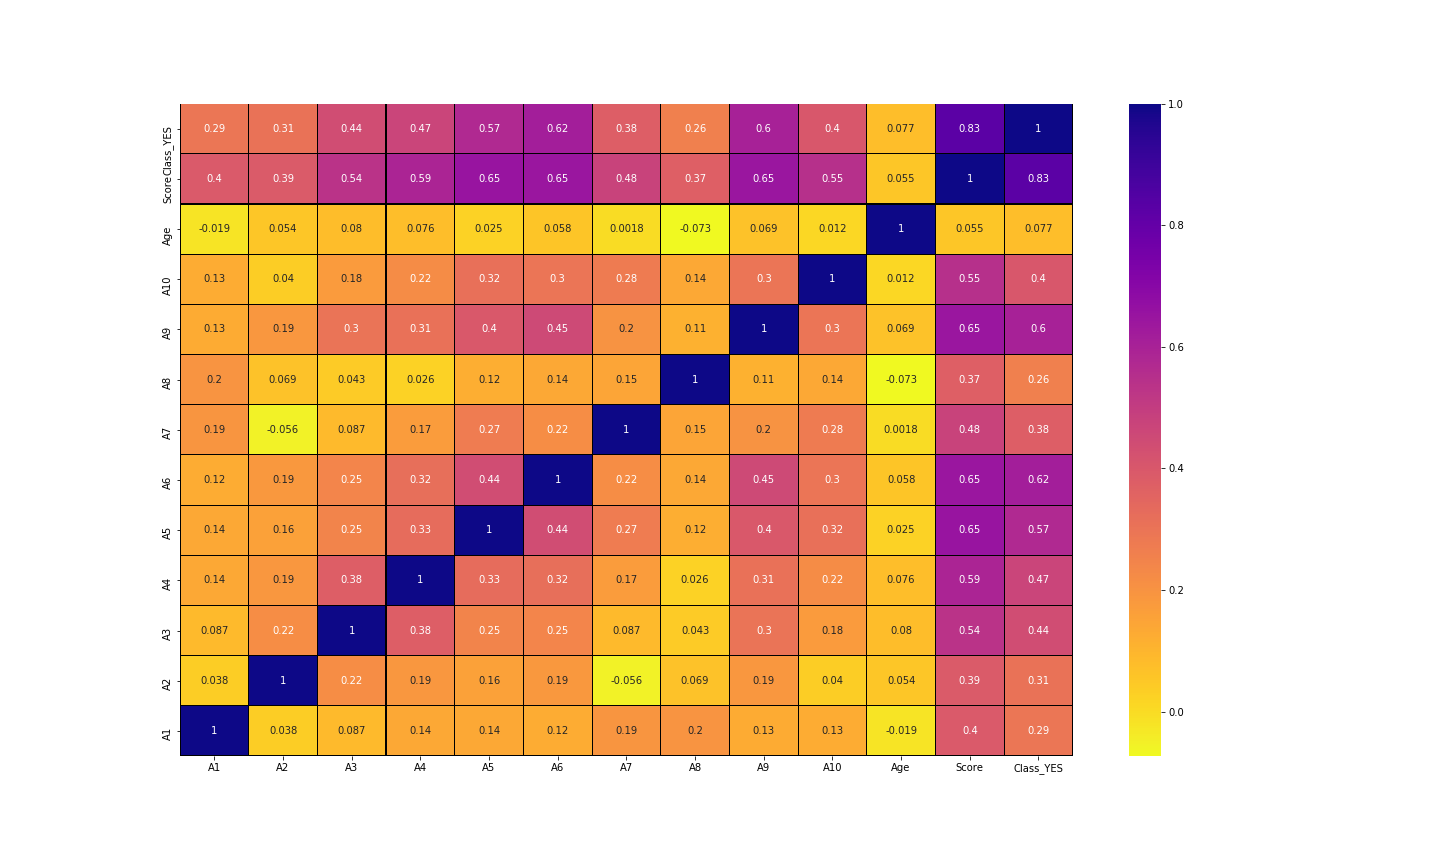 Class_YES 0.29 0.31 0.44 0.47 0.57 0.62 0.38 0.26 0.6 0.4 0.077 0.83 1
Score 0.4 0.39 0.54 0.59 0.65 0.65 0.48 0.37 0.65 0.55 0.055 1 0.83
Age -0.019 0.054 0.08 0.076 0.025 0.058 0.0018 -0.073 0.069 0.012 1 0.055 0.077
A10 0.13 0.04 0.18 0.22 0.32 0.3 0.28 0.14 0.3 1 0.012 0.55 0.4
A9 0.13 0.19 0.3 0.31 0.4 0.45 0.2 0.11 1 0.3 0.069 0.65 0.6
A8 0.2 0.069 0.043 0.026 0.12 0.14 0.15 1 0.11 0.14 -0.073 0.37 0.26
A7 0.19 -0.056 0.087 0.17 0.27 0.22 1 0.15 0.2 0.28 0.0018 0.48 0.38
A6 0.12 0.19 0.25 0.32 0.44 1 0.22 0.14 0.45 0.3 0.058 0.65 0.62
A5 0.14 0.16 0.25 0.33 1 0.44 0.27 0.12 0.4 0.32 0.025 0.65 0.57
A4 0.14 0.19 0.38 1 0.33 0.32 0.17 0.026 0.31 0.22 0.076 0.59 0.47
A3 0.087 0.22 1 0.38 0.25 0.25 0.087 0.043 0.3 0.18 0.08 0.54 0.44
A2 0.038 1 0.22 0.19 0.16 0.19 -0.056 0.069 0.19 0.04 0.054 0.39 0.31
A1 1 0.038 0.087 0.14 0.14 0.12 0.19 0.2 0.13 0.13 -0.019 0.4 0.29
A1 A2 A3 A4 A5 A6 A7 A8 A9 A10 Age Score Class_YES
1.0
0.8
0.6
0.4
0.2
0.0